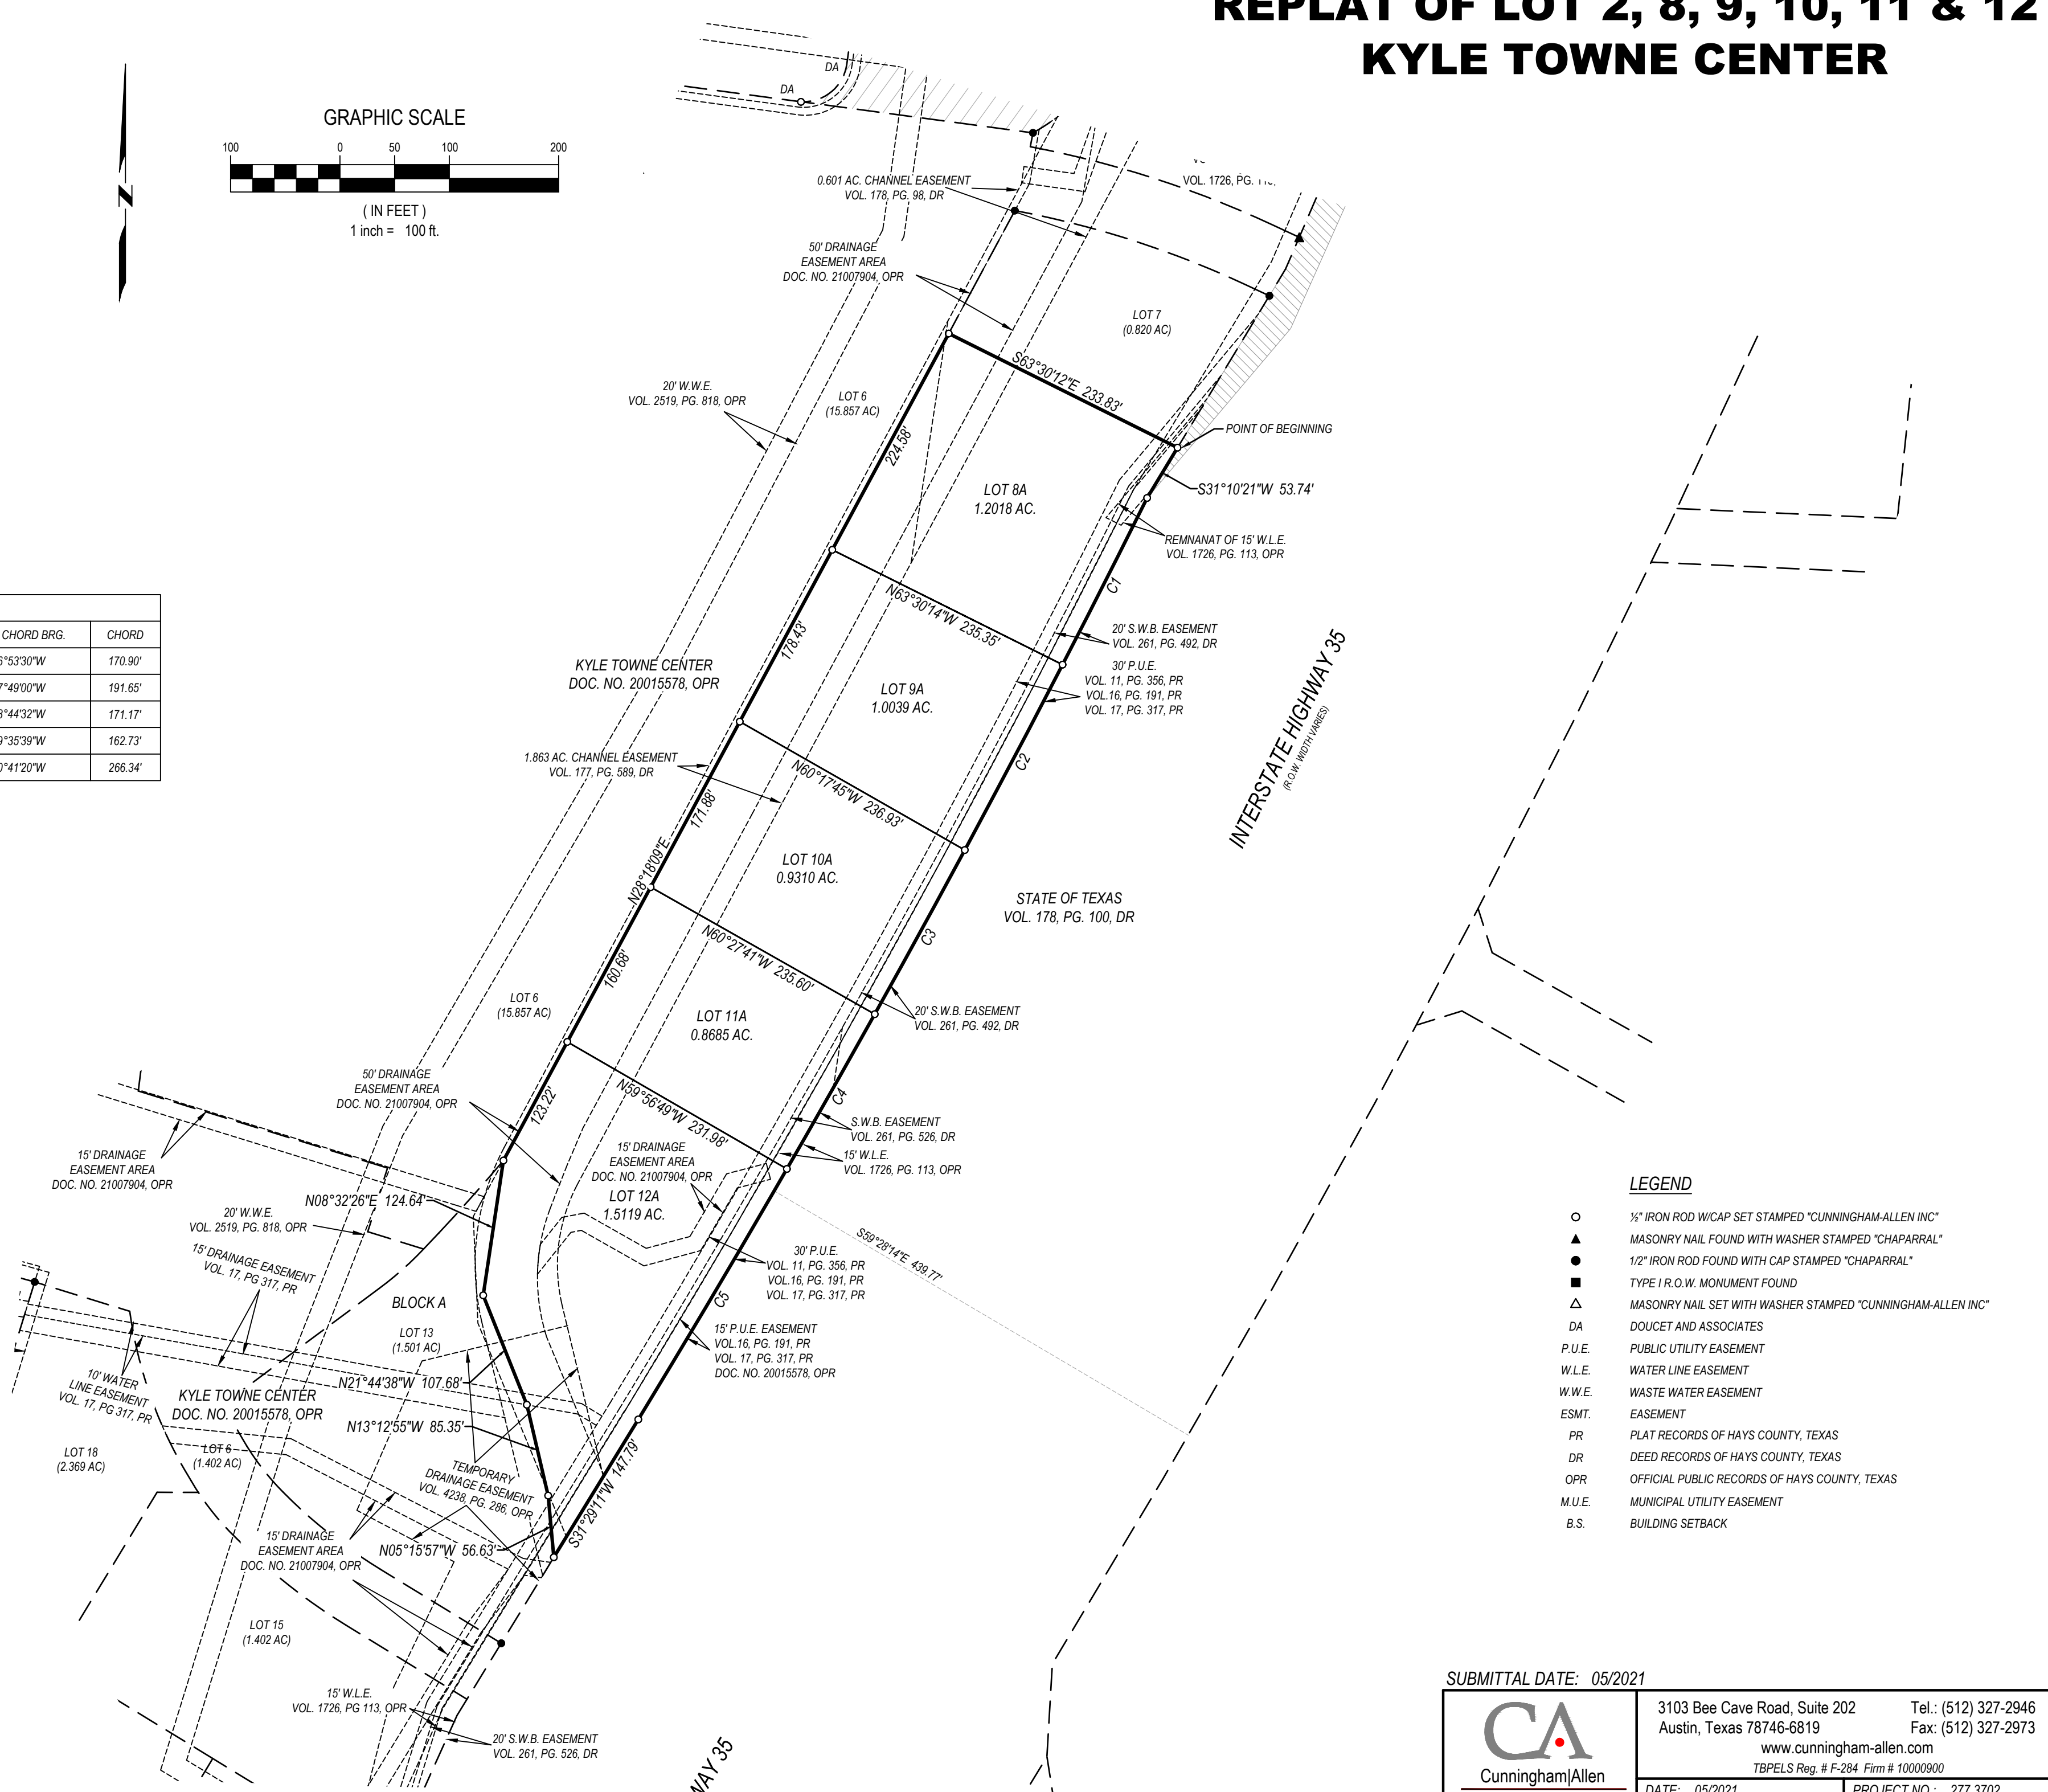 REPLAT OF LOT 2, 8, 9, 10, 11 & 12
KYLE TOWNE CENTER
N
GRAPHIC SCALE
100 0 50 100 200
( IN FEET )
1 inch = 100 ft.
DA
DA
0.601 AC. CHANNEL EASEMENT
VOL. 178, PG. 98, DR
VOL. 1726, PG.
50' DRAINAGE
EASEMENT AREA
DOC. NO. 21007904, OPR
LOT 7
(0.820 AC)
S63°30'12"E 233.83'
20' W.W.E.
VOL. 2519, PG. 818, OPR
LOT 6
(15.857 AC)
224.58'
POINT OF BEGINNING
S31°10'21"W 53.74'
LOT 8A
1.2018 AC.
REMNANAT OF 15' W.L.E.
VOL. 1726, PG. 113, OPR
C1
N63°30'14"W 235.35'
20' S.W.B. EASEMENT
VOL. 261, PG. 492, DR
30' P.U.E.
VOL. 11, PG. 356, PR
VOL.16, PG. 191, PR
VOL. 17, PG. 317, PR
CHORD BRG. CHORD
°53'30"W 170.90'
°49'00"W 191.65'
°44'32"W 171.17'
°35'39"W 162.73'
°41'20"W 266.34'
178.43'
KYLE TOWNE CENTER
DOC. NO. 20015578, OPR
LOT 9A
1.0039 AC.
INTERSTATE HIGHWAY 35
(R.O.W. WIDTH VARIES)
1.863 AC. CHANNEL EASEMENT
VOL. 177, PG. 589, DR
C2
N60°17'45"W 236.93'
171.88'
N28°18'09"E
LOT 10A
0.9310 AC.
STATE OF TEXAS
VOL. 178, PG. 100, DR
C3
N60°27'41"W 235.60'
160.68'
LOT 6
(15.857 AC)
LOT 11A
0.8685 AC.
20' S.W.B. EASEMENT
VOL. 261, PG. 492, DR
50' DRAINAGE
EASEMENT AREA
DOC. NO. 21007904, OPR
123.22'
N59°56'49"W 231.98'
C4
S.W.B. EASEMENT
VOL. 261, PG. 526, DR
15' W.L.E.
VOL. 1726, PG. 113, OPR
15' DRAINAGE
EASEMENT AREA
DOC. NO. 21007904, OPR
15' DRAINAGE
EASEMENT AREA
DOC. NO. 21007904, OPR
LOT 12A
1.5119 AC.
N08°32'26"E 124.64'
20' W.W.E.
VOL. 2519, PG. 818, OPR
15' DRAINAGE EASEMENT
VOL. 17, PG 317, PR
S59°28'14"E 439.77'
30' P.U.E.
VOL. 11, PG. 356, PR
VOL.16, PG. 191, PR
VOL. 17, PG. 317, PR
C5
BLOCK A
LOT 13
(1.501 AC)
15' P.U.E. EASEMENT
VOL.16, PG. 191, PR
VOL. 17, PG. 317, PR
DOC. NO. 20015578, OPR
10' WATER
LINE EASEMENT
VOL. 17, PG 317, PR
N21°44'38"W 107.68'
KYLE TOWNE CENTER
DOC. NO. 20015578, OPR
N13°12'55"W 85.35'
LOT 18
(2.369 AC)
LOT 6
(1.402 AC)
TEMPORARY
DRAINAGE EASEMENT
VOL. 4238, PG. 286, OPR
S31°29'11"W 147.79'
15' DRAINAGE
EASEMENT AREA
DOC. NO. 21007904, OPR
N05°15'57"W 56.63'
LOT 15
(1.402 AC)
15' W.L.E.
VOL. 1726, PG 113, OPR
20' S.W.B. EASEMENT
VOL. 261, PG. 526, DR
WAY 35
LEGEND
½" IRON ROD W/CAP SET STAMPED "CUNNINGHAM-ALLEN INC"
MASONRY NAIL FOUND WITH WASHER STAMPED "CHAPARRAL"
1/2" IRON ROD FOUND WITH CAP STAMPED "CHAPARRAL"
TYPE I R.O.W. MONUMENT FOUND
MASONRY NAIL SET WITH WASHER STAMPED "CUNNINGHAM-ALLEN INC"
DA DOUCET AND ASSOCIATES
P.U.E. PUBLIC UTILITY EASEMENT
W.L.E. WATER LINE EASEMENT
W.W.E. WASTE WATER EASEMENT
ESMT. EASEMENT
PR PLAT RECORDS OF HAYS COUNTY, TEXAS
DR DEED RECORDS OF HAYS COUNTY, TEXAS
OPR OFFICIAL PUBLIC RECORDS OF HAYS COUNTY, TEXAS
M.U.E. MUNICIPAL UTILITY EASEMENT
B.S. BUILDING SETBACK
SUBMITTAL DATE: 05/2021
CA
Cunningham|Allen
3103 Bee Cave Road, Suite 202 Tel.: (512) 327-2946
Austin, Texas 78746-6819 Fax: (512) 327-2973
www.cunningham-allen.com
TBPELS Reg. # F-284 Firm # 10000900
DATE: 05/2021 PROJECT NO.: 277.3702